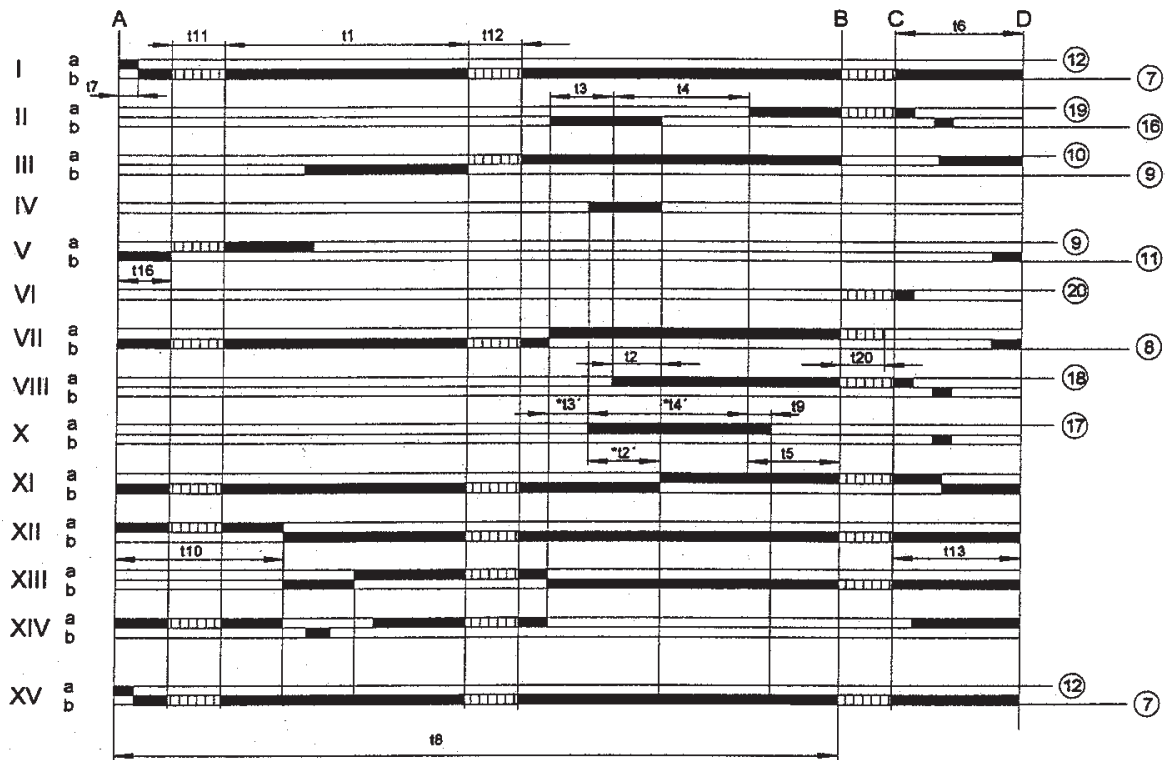 A B C D
t11 t1 t12 t6
I a 12
b 7
t7 t3 t4
II a 19
b 16
III a 10
b 9
IV
V a 9
b 11
t16
VI 20
VII a
b 8
t2 t20
VIII a 18
b
"t3´ "t4´ t9
X a 17
b
"t2´ t5
XI a
b
XII a
b
t10 t13
XIII a
b
XIV a
b
XV a 12
b 7
t8